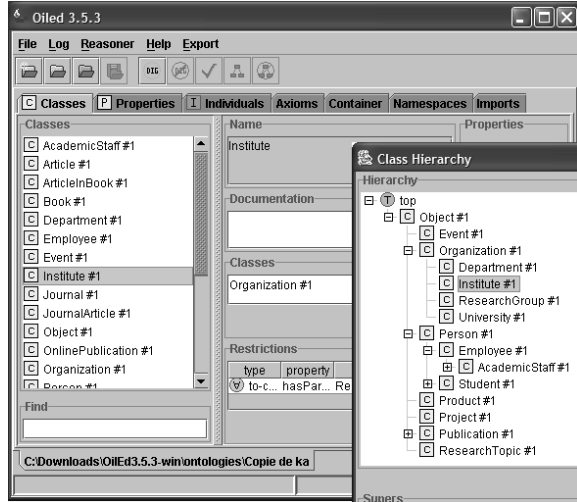 Oiled 3.5.3
File Log Reasoner Help Export
DIG
C Classes P Properties I Individuals Axioms Container Namespaces Imports
Classes
C AcademicStaff #1
C Article #1
C ArticleInBook #1
C Book #1
C Department #1
C Employee #1
C Event #1
C Institute #1
C Journal #1
C JournalArticle #1
C Object #1
C OnlinePublication #1
C Organization #1
C Person #1
Find
C:\Downloads\OilEd3.5.3-win\ontologies\Copie de ka
Name
Institute
Properties
Documentation
Classes
Organization #1
Restrictions
type property
to-c... hasPar... Re
Class Hierarchy
Hierarchy
T top
C Object #1
C Event #1
C Organization #1
C Department #1
C Institute #1
C ResearchGroup #1
C University #1
C Person #1
C Employee #1
C AcademicStaff #1
C Student #1
C Product #1
C Project #1
C Publication #1
C ResearchTopic #1
Supers